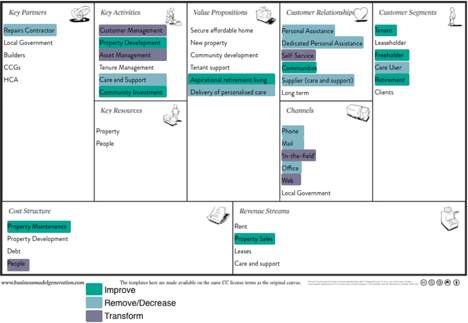 Key Partners
Repairs Contractor
Local Government
Builders
CCGs
HCA
Key Activities
Customer Management
Property Development
Asset Management
Tenure Management
Care and Support
Community Investment
Key Resources
Property
People
Value Propositions
Secure affordable home
New property
Community development
Tenant support
Aspirational retirement living
Delivery of personalised care
Customer Relationships
Personal Assistance
Dedicated Personal Assistance
Self-Service
Communities
Supplier (care and support)
Long term
Channels
Phone
Mail
'In-the-field'
Office
Web
Local Government
Customer Segments
Tenant
Leaseholder
Freeholder
Care User
Retirement
Clients
Cost Structure
Property Maintenance
Property Development
Debt
People
Revenue Streams
Rent
Property Sales
Leases
Care and support
www.businessmodelgeneration.com
The templates here are made available on the same CC license terms as the original canvas.
Improve
Remove/Decrease
Transform